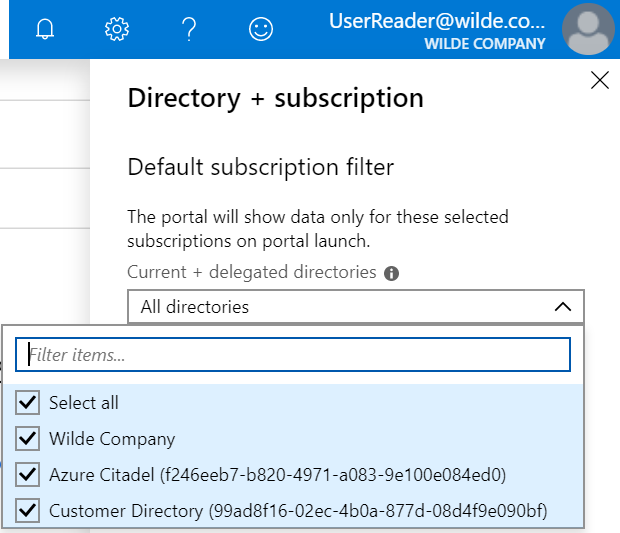 UserReader@wilde.co...
WILDE COMPANY
Directory + subscription
Default subscription filter
The portal will show data only for these selected
subscriptions on portal launch.
Current + delegated directories
All directories
Filter items...
Select all
Wilde Company
Azure Citadel (f246eeb7-b820-4971-a083-9e100e084ed0)
Customer Directory (99ad8f16-02ec-4b0a-877d-08d4f9e090bf)